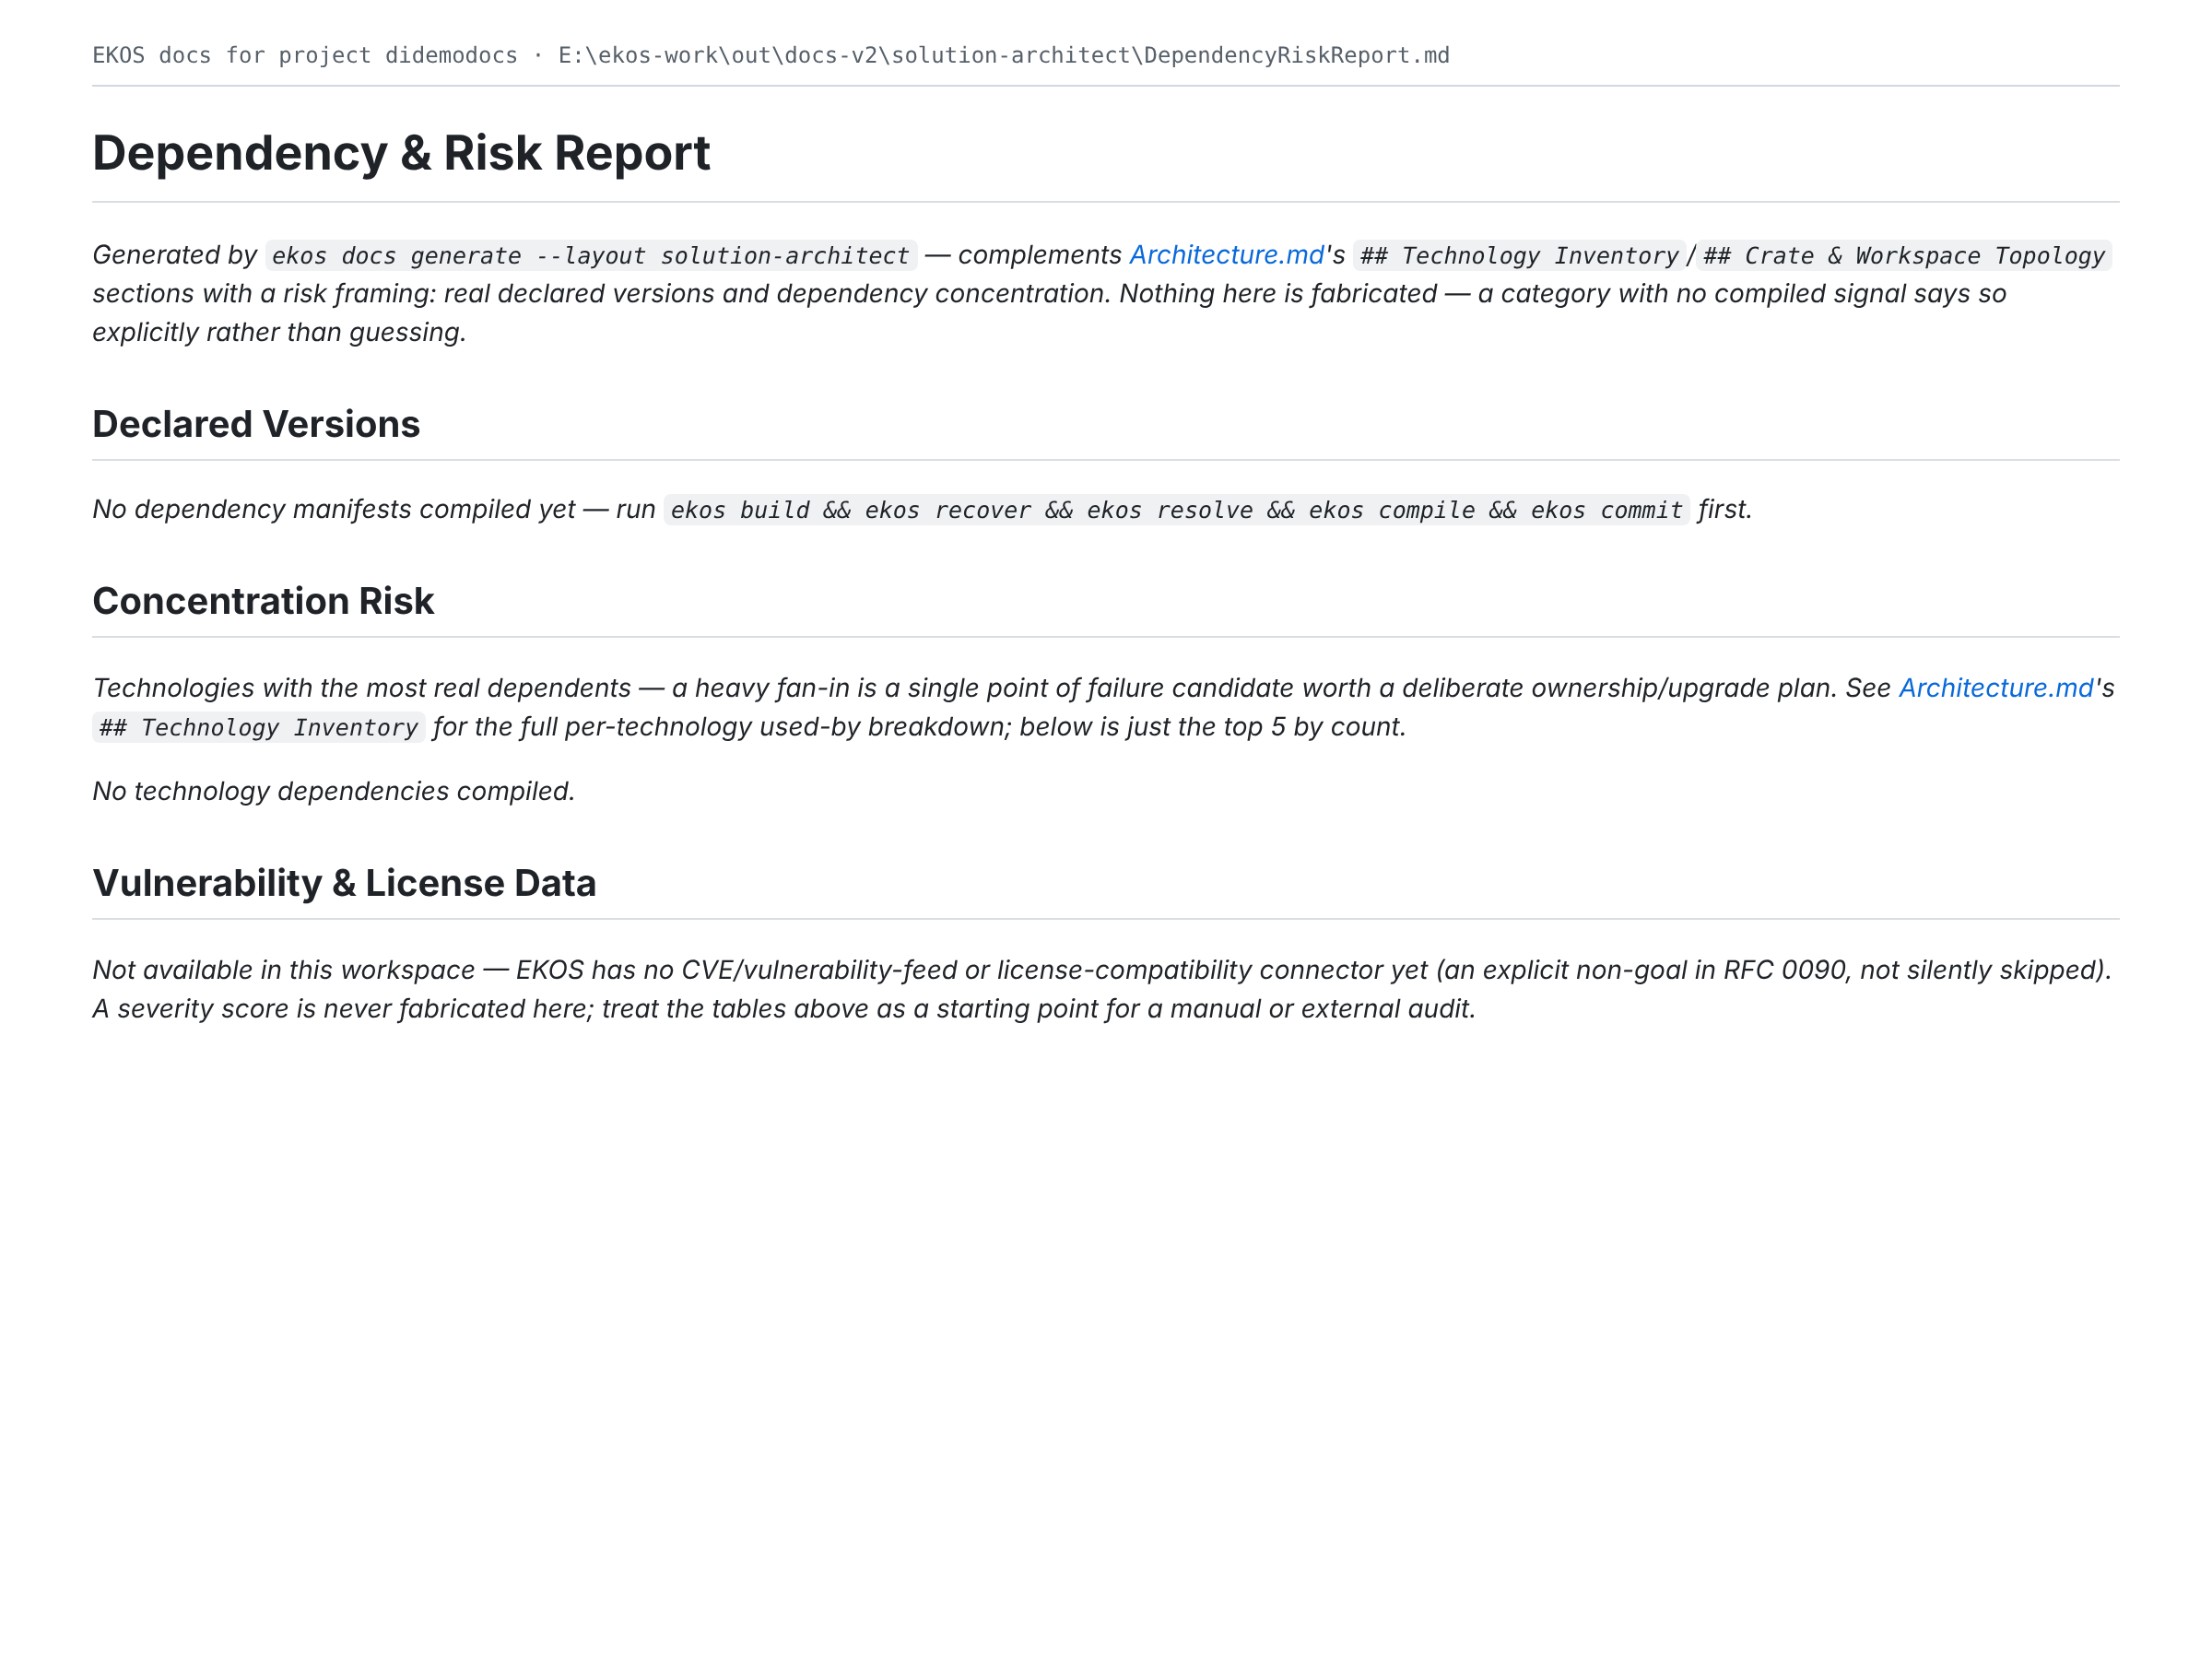 EKOS docs for project didemodocs · E:\ekos-work\out\docs-v2\solution-architect\DependencyRiskReport.md
Dependency & Risk Report
Generated by ekos docs generate --layout solution-architect — complements Architecture.md's ## Technology Inventory/## Crate & Workspace Topology
sections with a risk framing: real declared versions and dependency concentration. Nothing here is fabricated — a category with no compiled signal says so
explicitly rather than guessing.
Declared Versions
No dependency manifests compiled yet — run ekos build && ekos recover && ekos resolve && ekos compile && ekos commit first.
Concentration Risk
Technologies with the most real dependents — a heavy fan-in is a single point of failure candidate worth a deliberate ownership/upgrade plan. See Architecture.md's
## Technology Inventory for the full per-technology used-by breakdown; below is just the top 5 by count.
No technology dependencies compiled.
Vulnerability & License Data
Not available in this workspace — EKOS has no CVE/vulnerability-feed or license-compatibility connector yet (an explicit non-goal in RFC 0090, not silently skipped).
A severity score is never fabricated here; treat the tables above as a starting point for a manual or external audit.